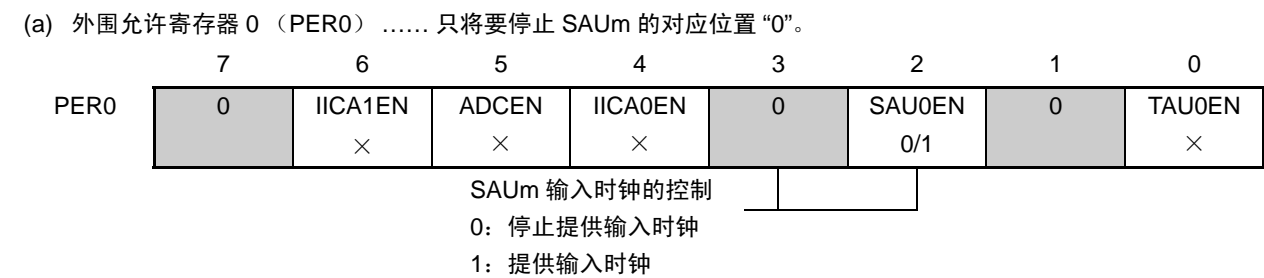 (a) 外围允许寄存器 0 （PER0） …… 只将要停止 SAUm 的对应位置 “0”。
7 6 5 4 3 2 1 0
PER0 0 IICA1EN ADCEN IICA0EN 0 SAU0EN 0 TAU0EN
× × × 0/1 ×
SAUm 输入时钟的控制
0：停止提供输入时钟
1：提供输入时钟